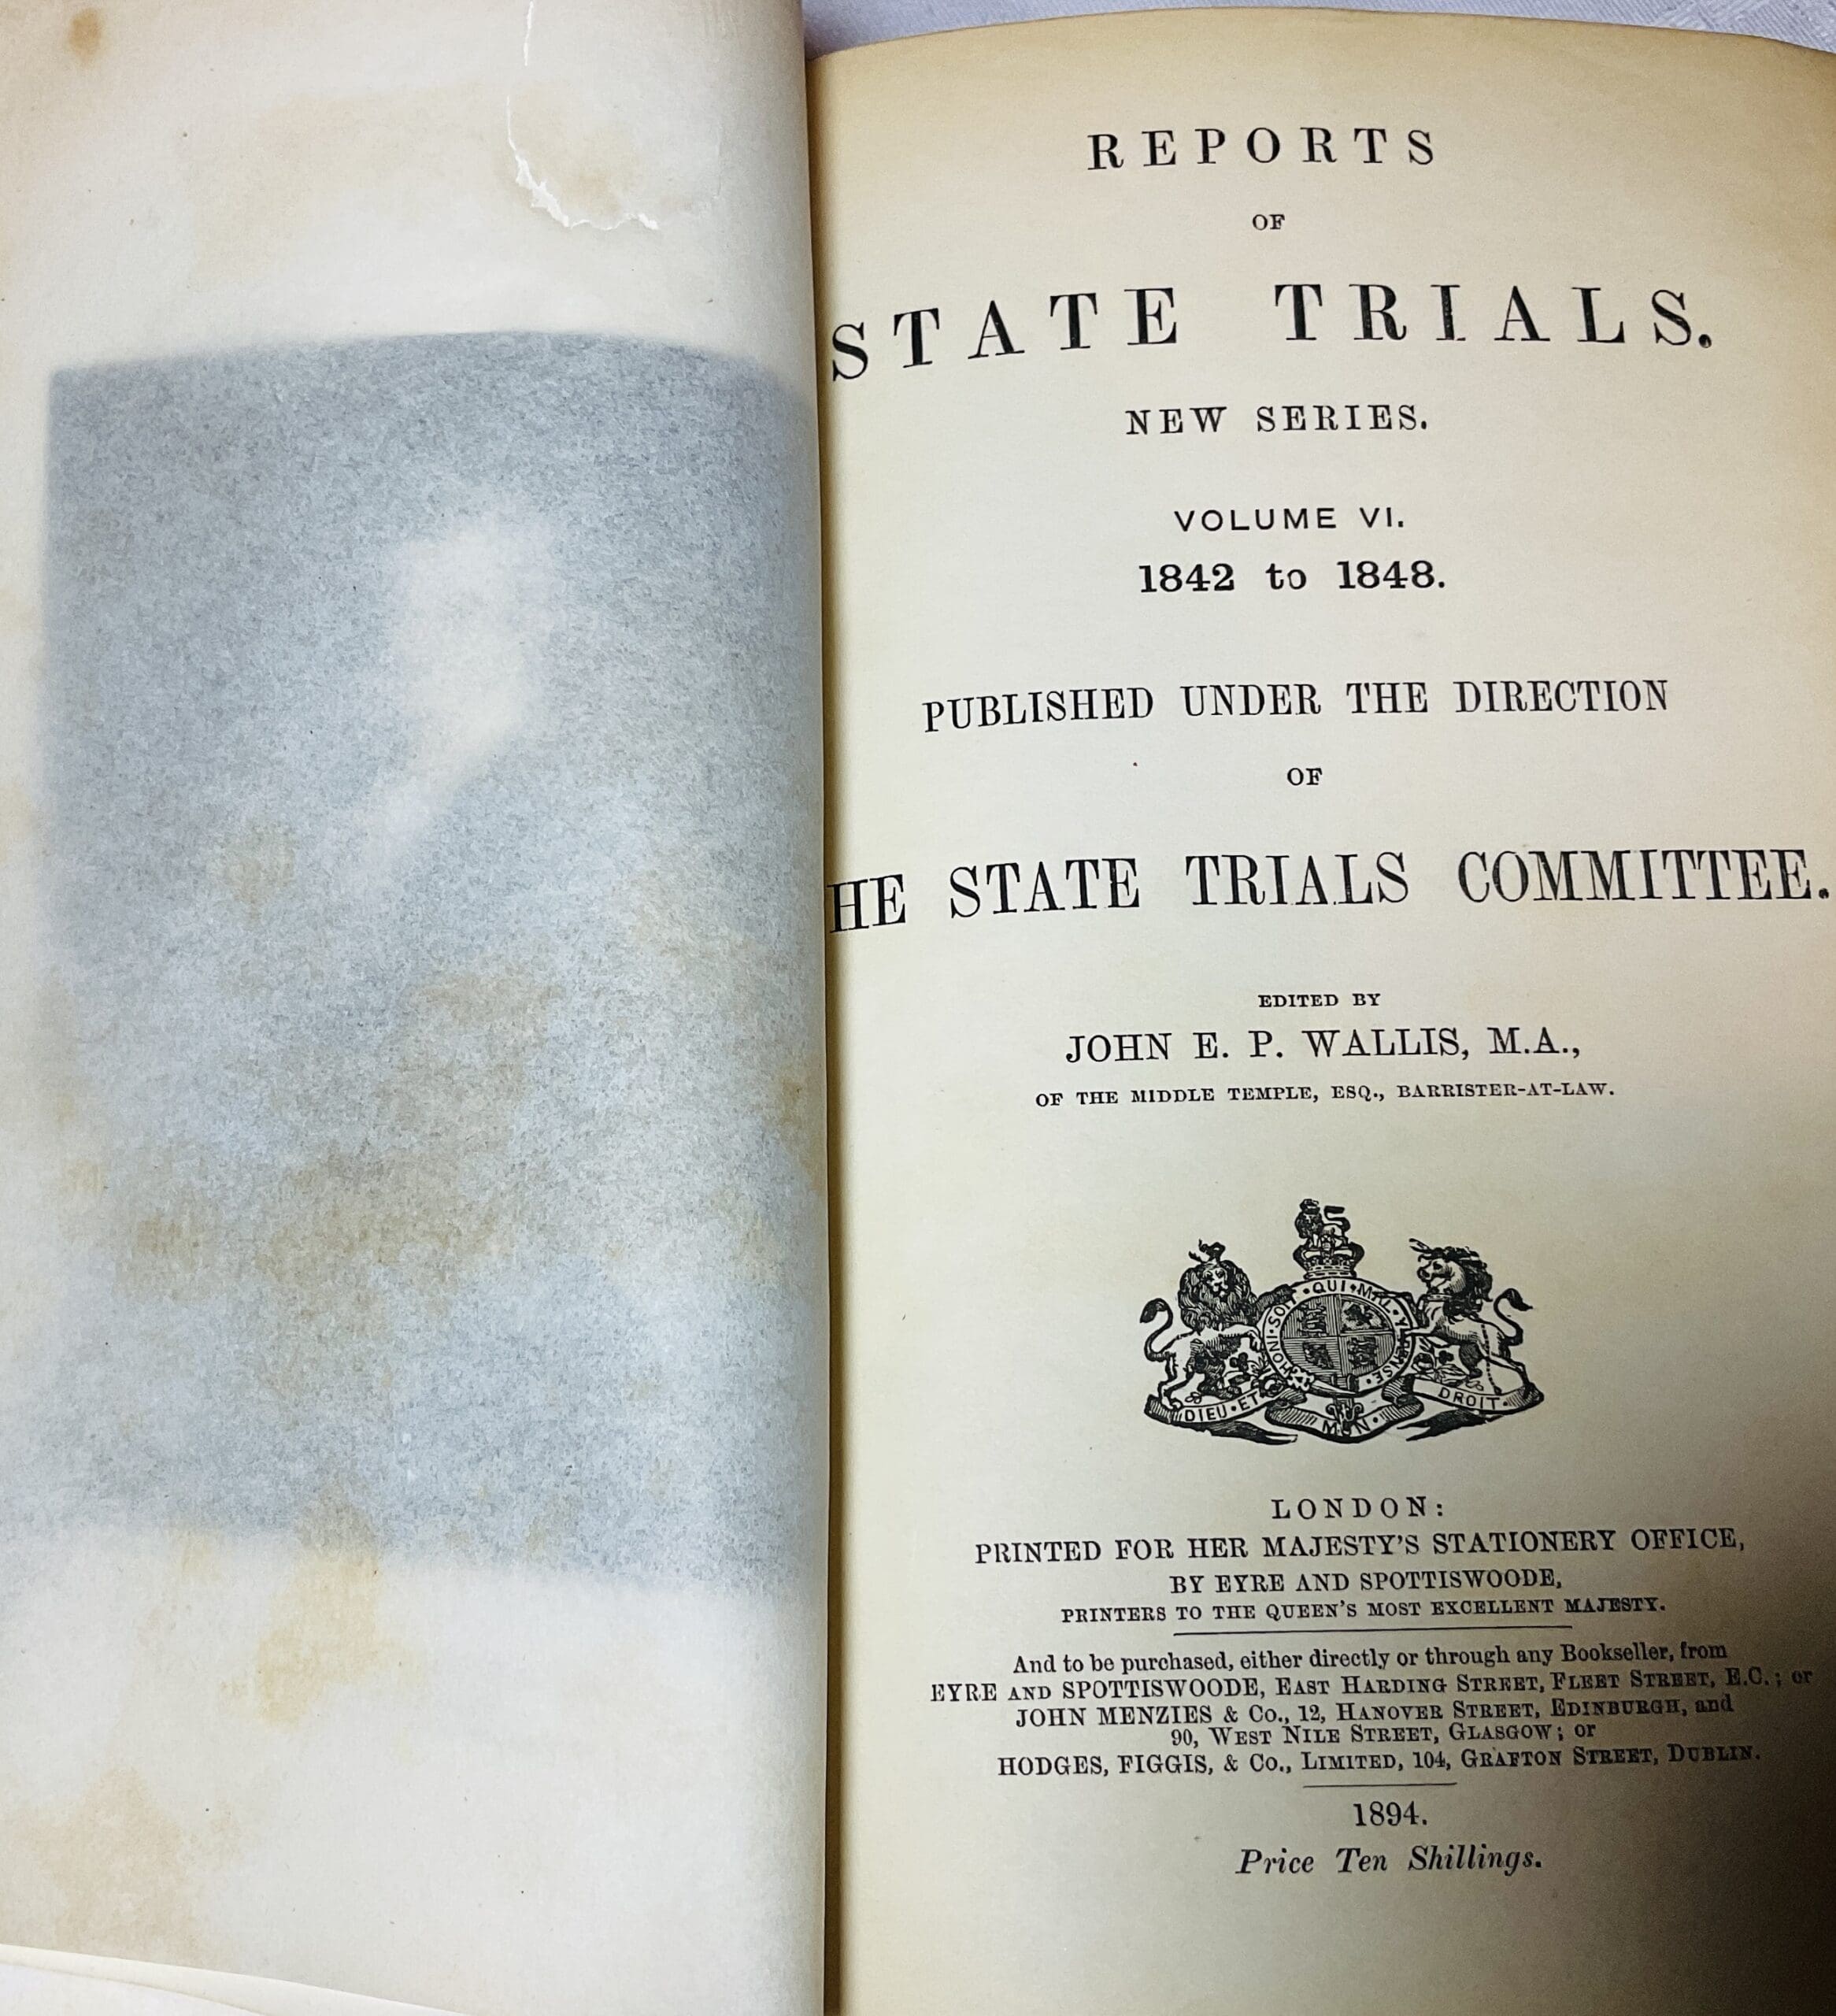 REPORTS
OF
STATE TRIALS.
NEW SERIES.
VOLUME VI.
1842 to 1848.
PUBLISHED UNDER THE DIRECTION
OF
HE STATE TRIALS COMMITTEE.
EDITED BY
JOHN E. P. WALLIS, M.A.,
OF THE MIDDLE TEMPLE, ESQ., BARRISTER-AT-LAW.
HONI · SOIT · QUI · MAL · Y · PENSE ·
DIEU · ET · MON · DROIT ·
LONDON:
PRINTED FOR HER MAJESTY'S STATIONERY OFFICE,
BY EYRE AND SPOTTISWOODE,
PRINTERS TO THE QUEEN'S MOST EXCELLENT MAJESTY.
And to be purchased, either directly or through any Bookseller, from
EYRE AND SPOTTISWOODE, EAST HARDING STREET, FLEET STREET, E.C.; or
JOHN MENZIES & Co., 12, HANOVER STREET, EDINBURGH, and
90, WEST NILE STREET, GLASGOW; or
HODGES, FIGGIS, & Co., LIMITED, 104, GRAFTON STREET, DUBLIN.
1894.
Price Ten Shillings.